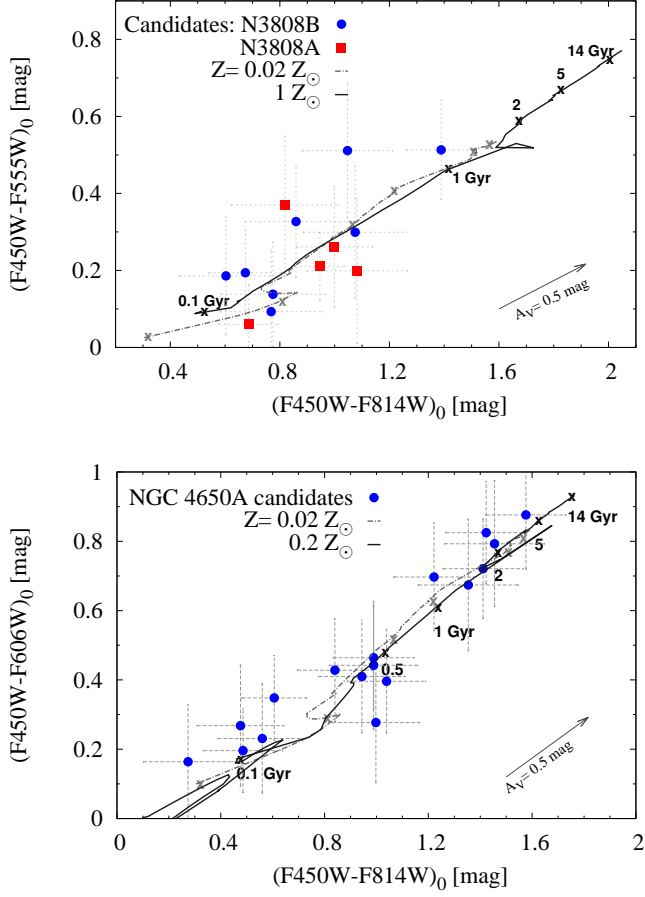 Candidates: N3808B
N3808A
Z= 0.02 Z☉
1 Z☉
14 Gyr
5
2
1 Gyr
0.1 Gyr
A_V= 0.5 mag
0.8
0.6
0.4
0.2
0
(F450W-F555W)₀ [mag]
0.4
0.8
1.2
1.6
2
(F450W-F814W)₀ [mag]
NGC 4650A candidates
Z= 0.02 Z☉
0.2 Z☉
14 Gyr
5
2
1 Gyr
0.5
0.1 Gyr
A_V= 0.5 mag
1
0.8
0.6
0.4
0.2
0
(F450W-F606W)₀ [mag]
0
0.4
0.8
1.2
1.6
2
(F450W-F814W)₀ [mag]